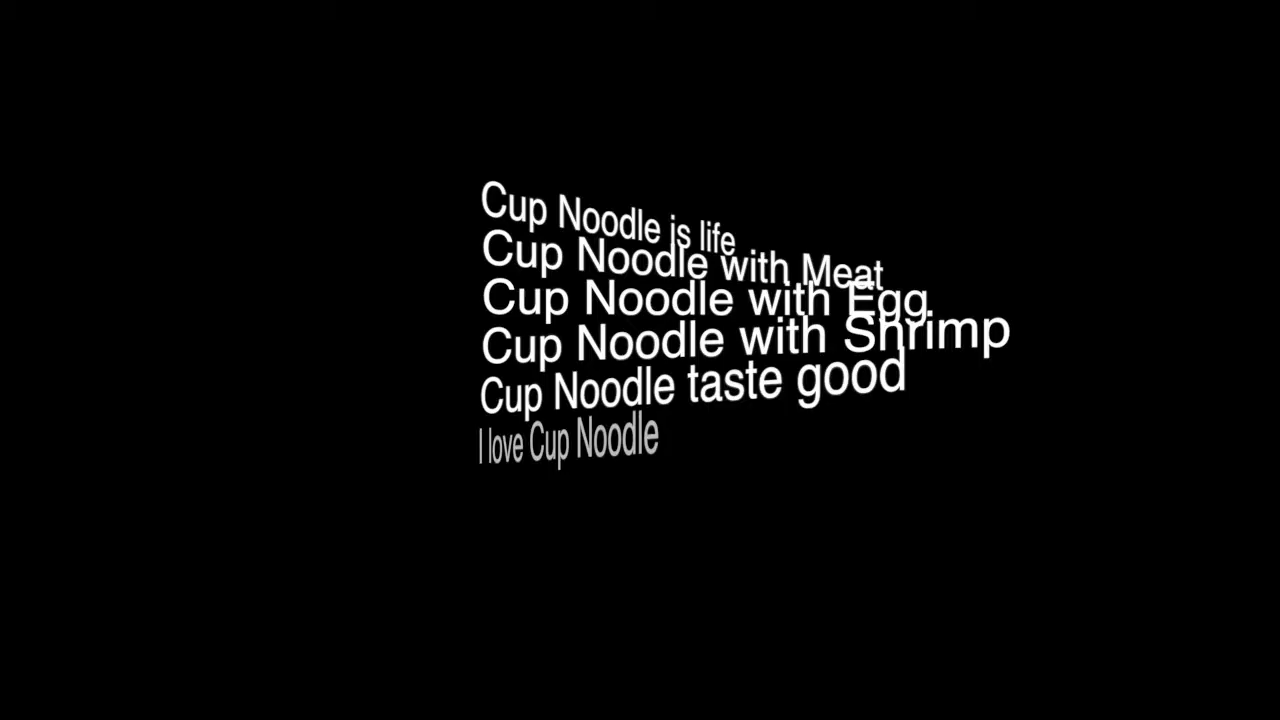 Cup Noodle is life
Cup Noodle with Meat
Cup Noodle with Egg
Cup Noodle with Shrimp
Cup Noodle taste good
I love Cup Noodle